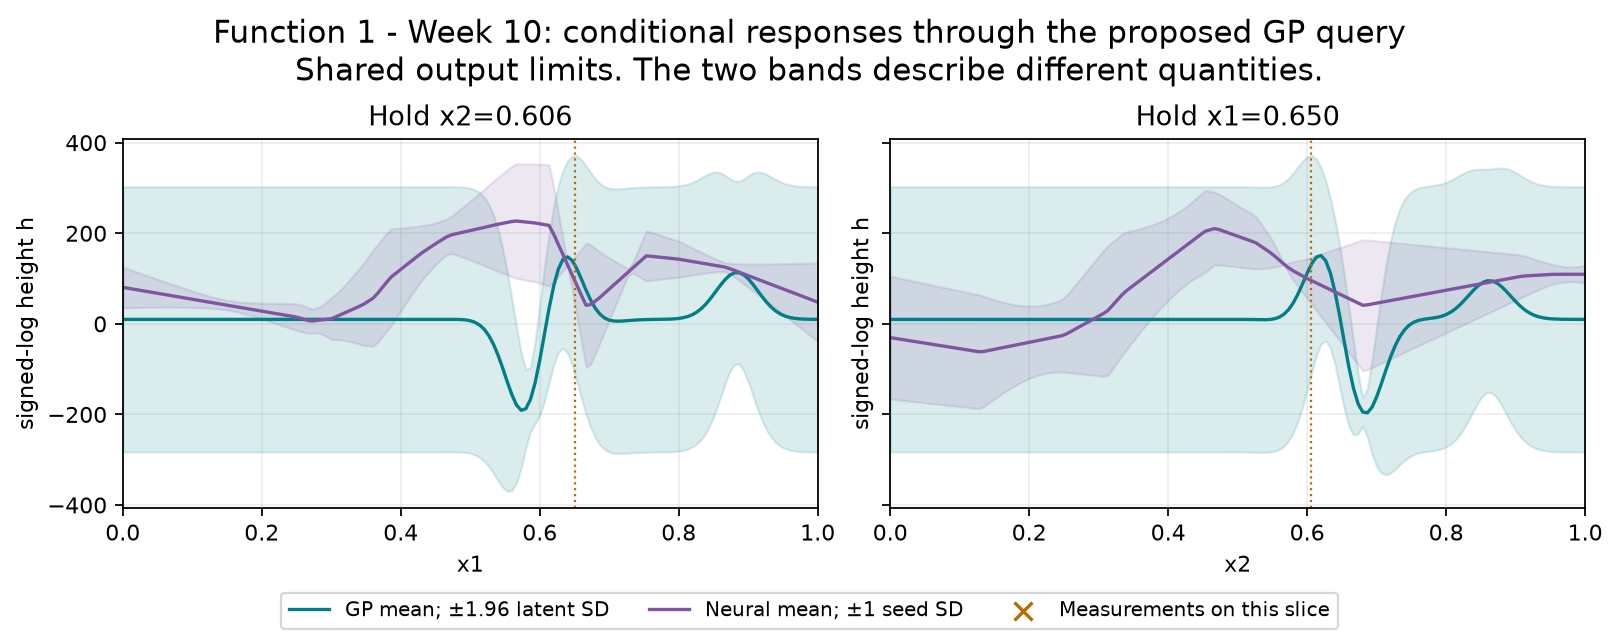 Function 1 - Week 10: conditional responses through the proposed GP query
Shared output limits. The two bands describe different quantities.
Hold x2=0.606
Hold x1=0.650
signed-log height h
400
200
0
−200
−400
0.0 0.2 0.4 0.6 0.8 1.0
x1
signed-log height h
0.0 0.2 0.4 0.6 0.8 1.0
x2
GP mean; ±1.96 latent SD
Neural mean; ±1 seed SD
Measurements on this slice